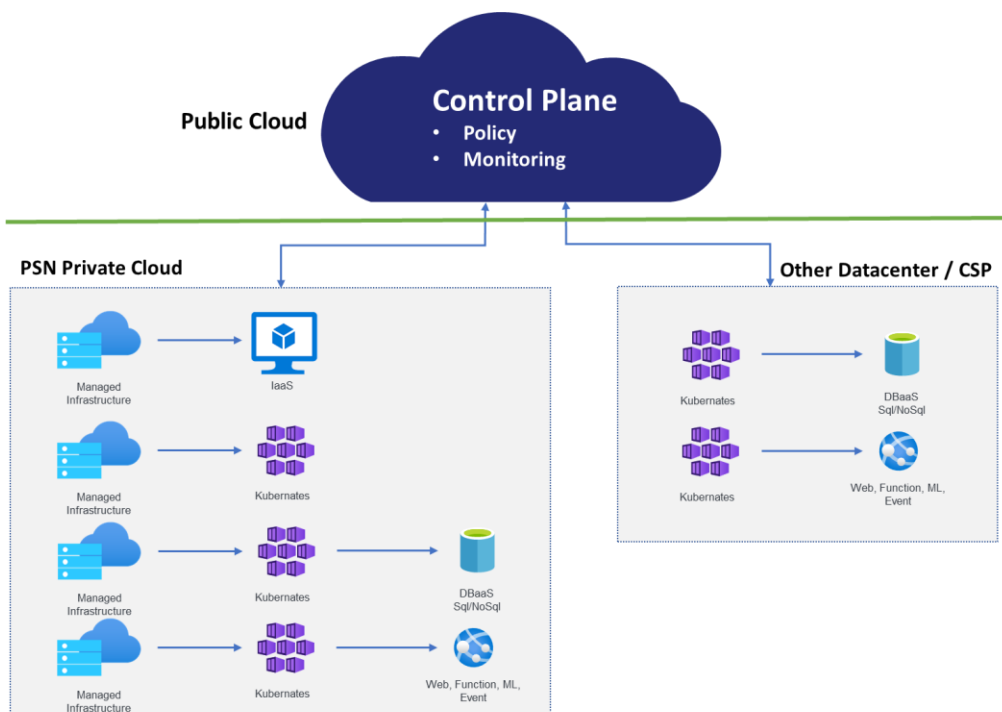 Public Cloud
Control Plane
• Policy
• Monitoring
PSN Private Cloud
Managed
Infrastructure
IaaS
Managed
Infrastructure
Kubernates
Managed
Infrastructure
Kubernates
DBaaS
Sql/NoSql
Managed
Infrastructure
Kubernates
Web, Function, ML,
Event
Other Datacenter / CSP
Kubernates
DBaaS
Sql/NoSql
Kubernates
Web, Function, ML,
Event